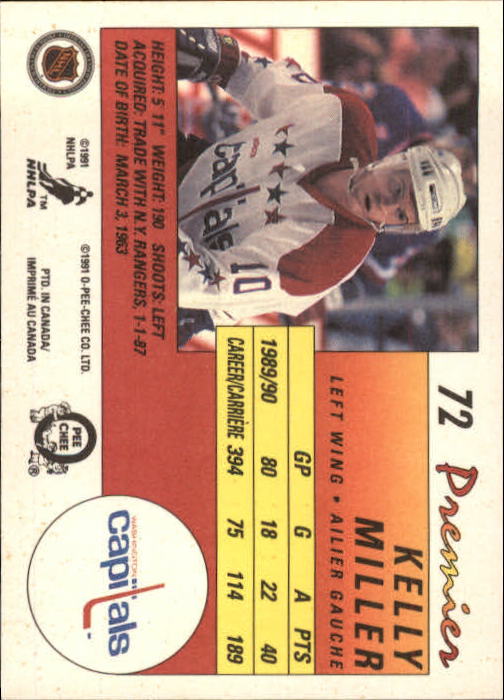 72 Premier
KELLY
MILLER
LEFT WING • AILIER GAUCHE
GP G A PTS
1989/90 80 18 22 40
CAREER/CARRIÈRE 394 75 114 189
capitals
10
HEIGHT: 5' 11" WEIGHT: 190 SHOOTS: LEFT
ACQUIRED: TRADE WITH N.Y. RANGERS, 1-1-87
DATE OF BIRTH: MARCH 3, 1963
WASHINGTON
capitals
NHL
©1991
NHLPA
NHLPA™
©1991 O-PEE-CHEE CO. LTD.
PTD. IN CANADA/
IMPRIMÉ AU CANADA
O
PEE
CHEE
®